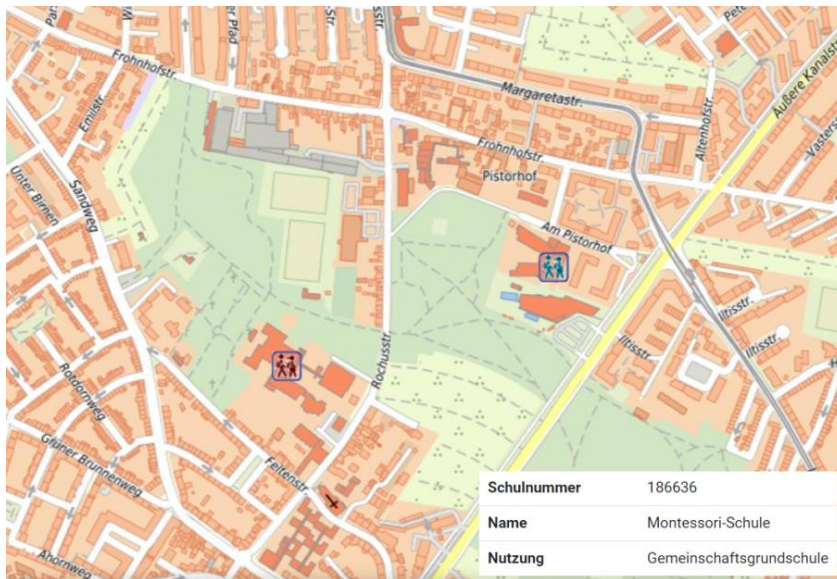 Frohnhofstr.
Emilstr.
Unter Birnen
Sandweg
Margaretastr.
Altenhofstr.
Äußere Kanalstr
Frohnhofstr.
Pistorhof
Am Pistorhof
Iltisstr.
Iltisstr.
Iltisstr.
Rochusstr.
Rotdornweg
Grüner Brunnenweg
Feltenstr.
Ahornweg
Schulnummer 186636
Name Montessori-Schule
Nutzung Gemeinschaftsgrundschule